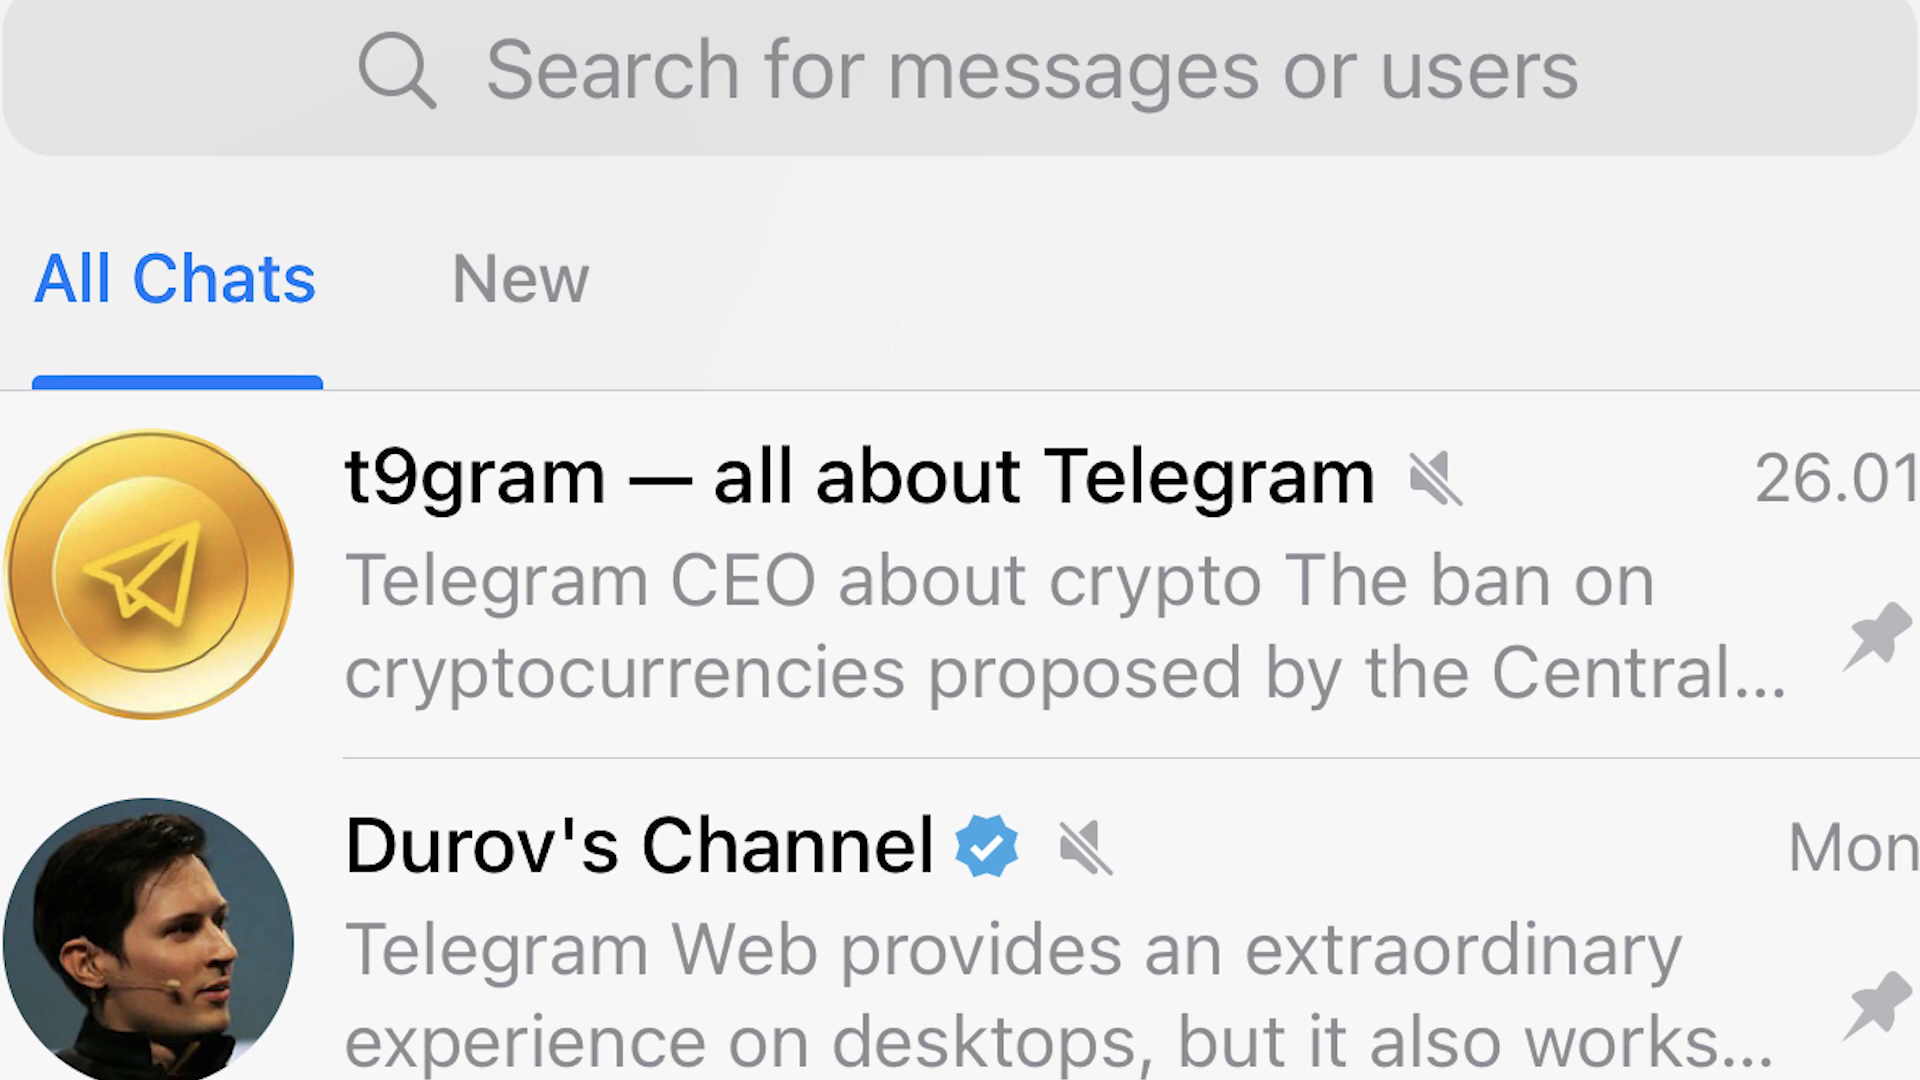 Search for messages or users
All Chats
New
t9gram — all about Telegram
26.01
Telegram CEO about crypto The ban on
cryptocurrencies proposed by the Central...
Durov's Channel
Mon
Telegram Web provides an extraordinary
experience on desktops, but it also works...